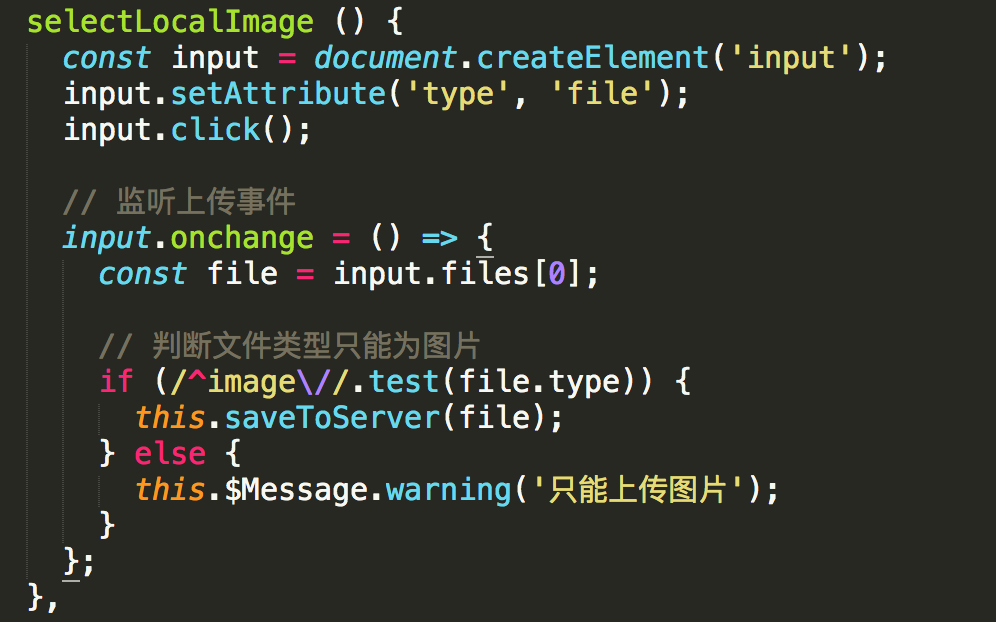 selectLocalImage () {
const input = document.createElement('input');
input.setAttribute('type', 'file');
input.click();
// 监听上传事件
input.onchange = () => {
const file = input.files[0];
// 判断文件类型只能为图片
if (/^image\//.test(file.type)) {
this.saveToServer(file);
} else {
this.$Message.warning('只能上传图片');
}
};
},